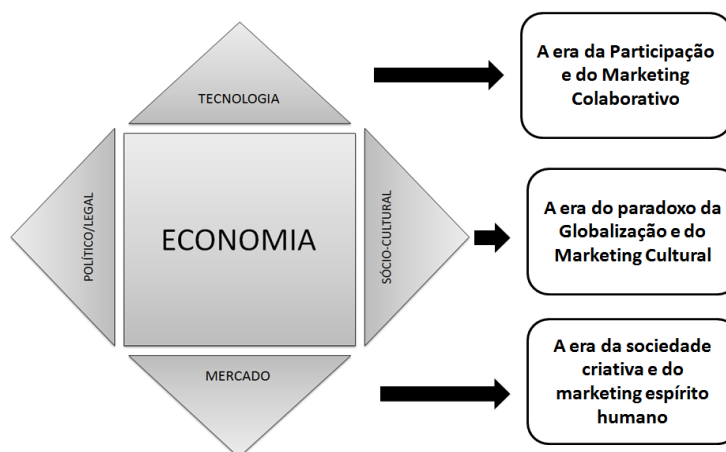 TECNOLOGIA
POLÍTICO/LEGAL
ECONOMIA
SÓCIO-CULTURAL
MERCADO
A era da Participação
e do Marketing
Colaborativo
A era do paradoxo da
Globalização e do
Marketing Cultural
A era da sociedade
criativa e do
marketing espírito
humano